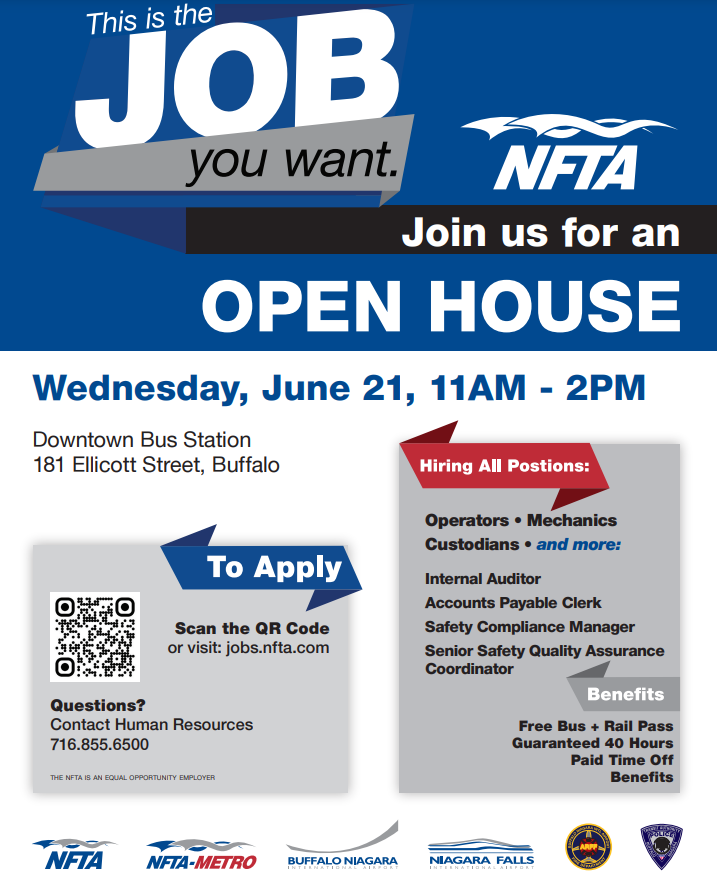 This is the
JOB
you want.
NFTA
Join us for an
OPEN HOUSE
Wednesday, June 21, 11AM - 2PM
Downtown Bus Station
181 Ellicott Street, Buffalo
To Apply
Scan the QR Code
or visit: jobs.nfta.com
Questions?
Contact Human Resources
716.855.6500
THE NFTA IS AN EQUAL OPPORTUNITY EMPLOYER
Hiring All Postions:
Operators • Mechanics
Custodians • and more:
Internal Auditor
Accounts Payable Clerk
Safety Compliance Manager
Senior Safety Quality Assurance
Coordinator
Benefits
Free Bus + Rail Pass
Guaranteed 40 Hours
Paid Time Off
Benefits
NFTA
NFTA-METRO
BUFFALO NIAGARA
INTERNATIONAL AIRPORT
NIAGARA FALLS
INTERNATIONAL AIRPORT
ARFF
POLICE